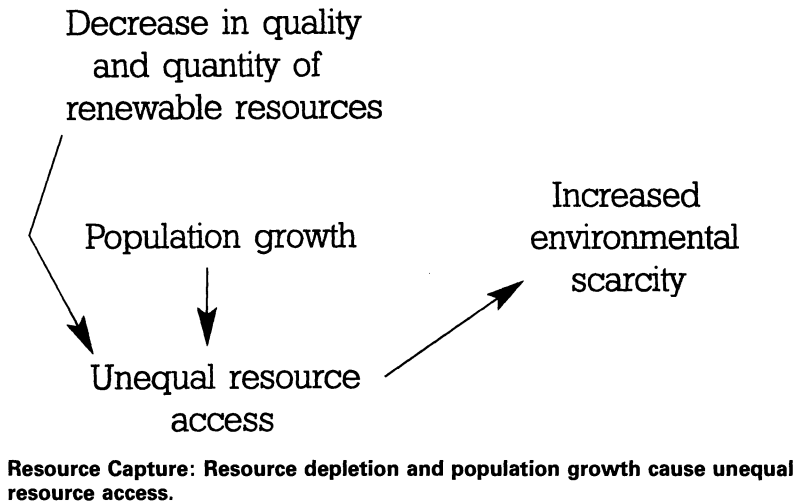 Decrease in quality
and quantity of
renewable resources
Population growth
Increased
environmental
scarcity
Unequal resource
access
Resource Capture: Resource depletion and population growth cause unequal
resource access.